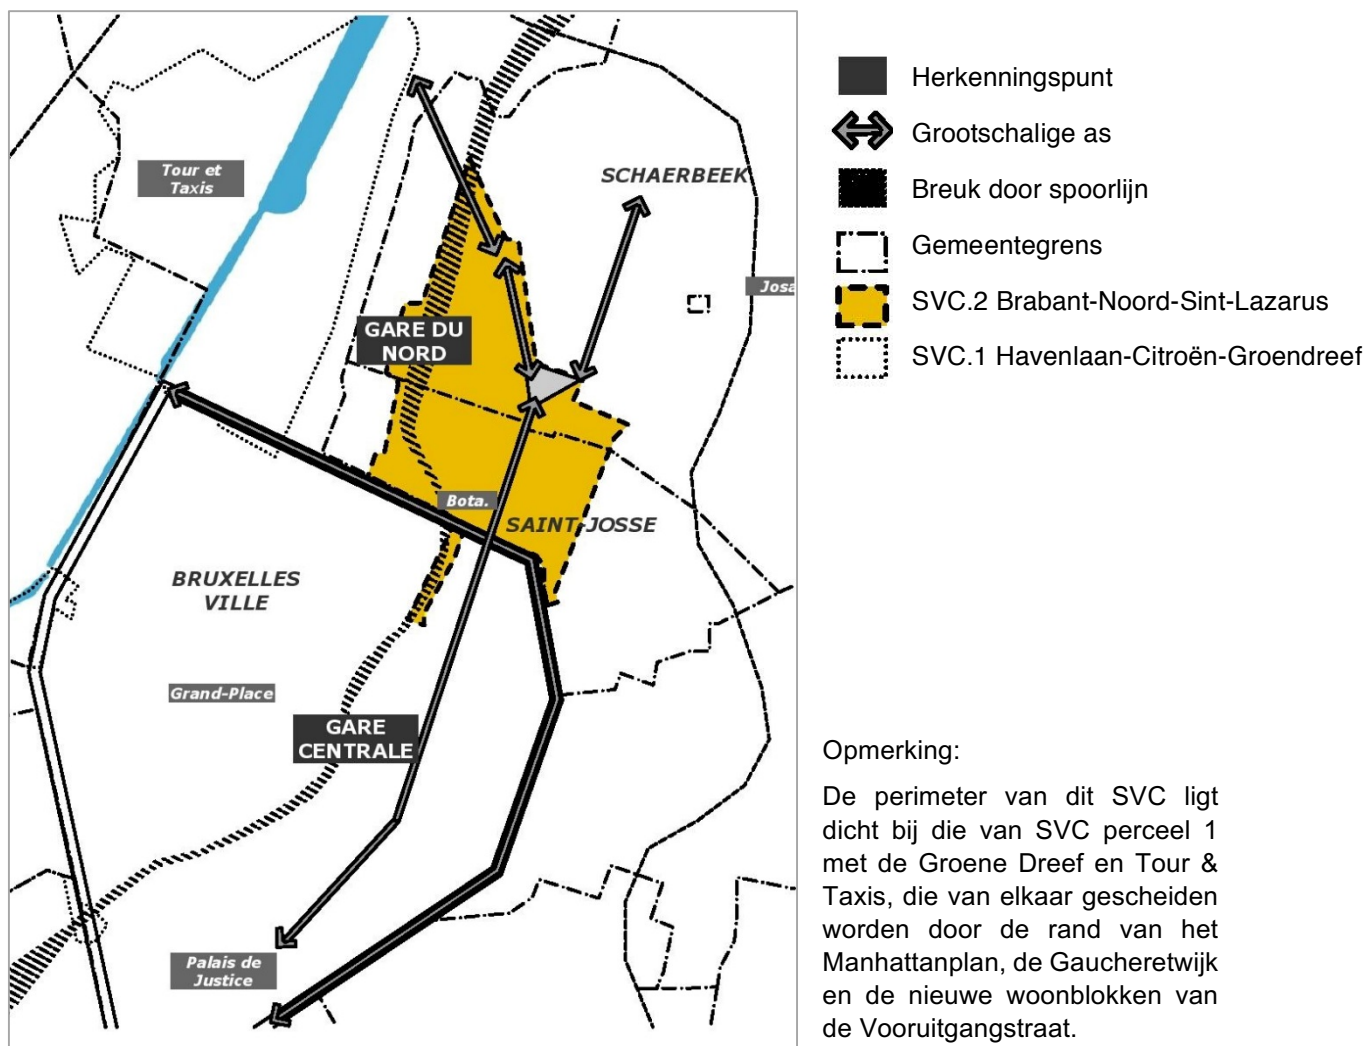 Tour et
Taxis
SCHAERBEEK
Josa
GARE DU
NORD
Bota.
SAINT-JOSSE
BRUXELLES
VILLE
Grand-Place
GARE
CENTRALE
Palais de
Justice
Herkenningspunt
Grootschalige as
Breuk door spoorlijn
Gemeentegrens
SVC.2 Brabant-Noord-Sint-Lazarus
SVC.1 Havenlaan-Citroën-Groendreef
Opmerking:
De perimeter van dit SVC ligt
dicht bij die van SVC perceel 1
met de Groene Dreef en Tour &
Taxis, die van elkaar gescheiden
worden door de rand van het
Manhattanplan, de Gaucheretwijk
en de nieuwe woonblokken van
de Vooruitgangstraat.